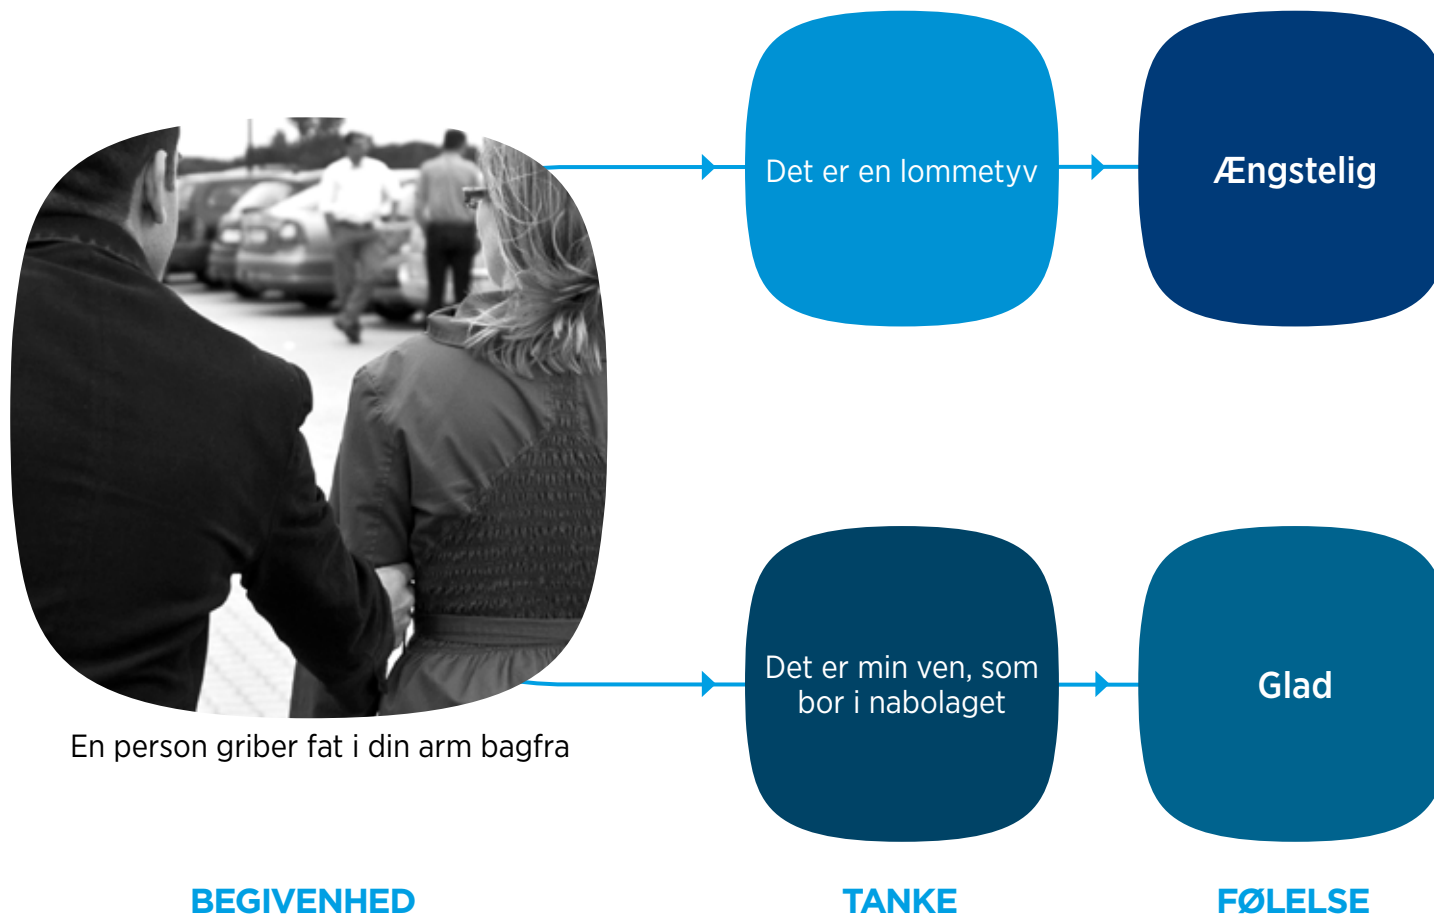 Det er en lommetyv
Ængstelig
Det er min ven, som
bor i nabolaget
Glad
En person griber fat i din arm bagfra
BEGIVENHED
TANKE
FØLELSE